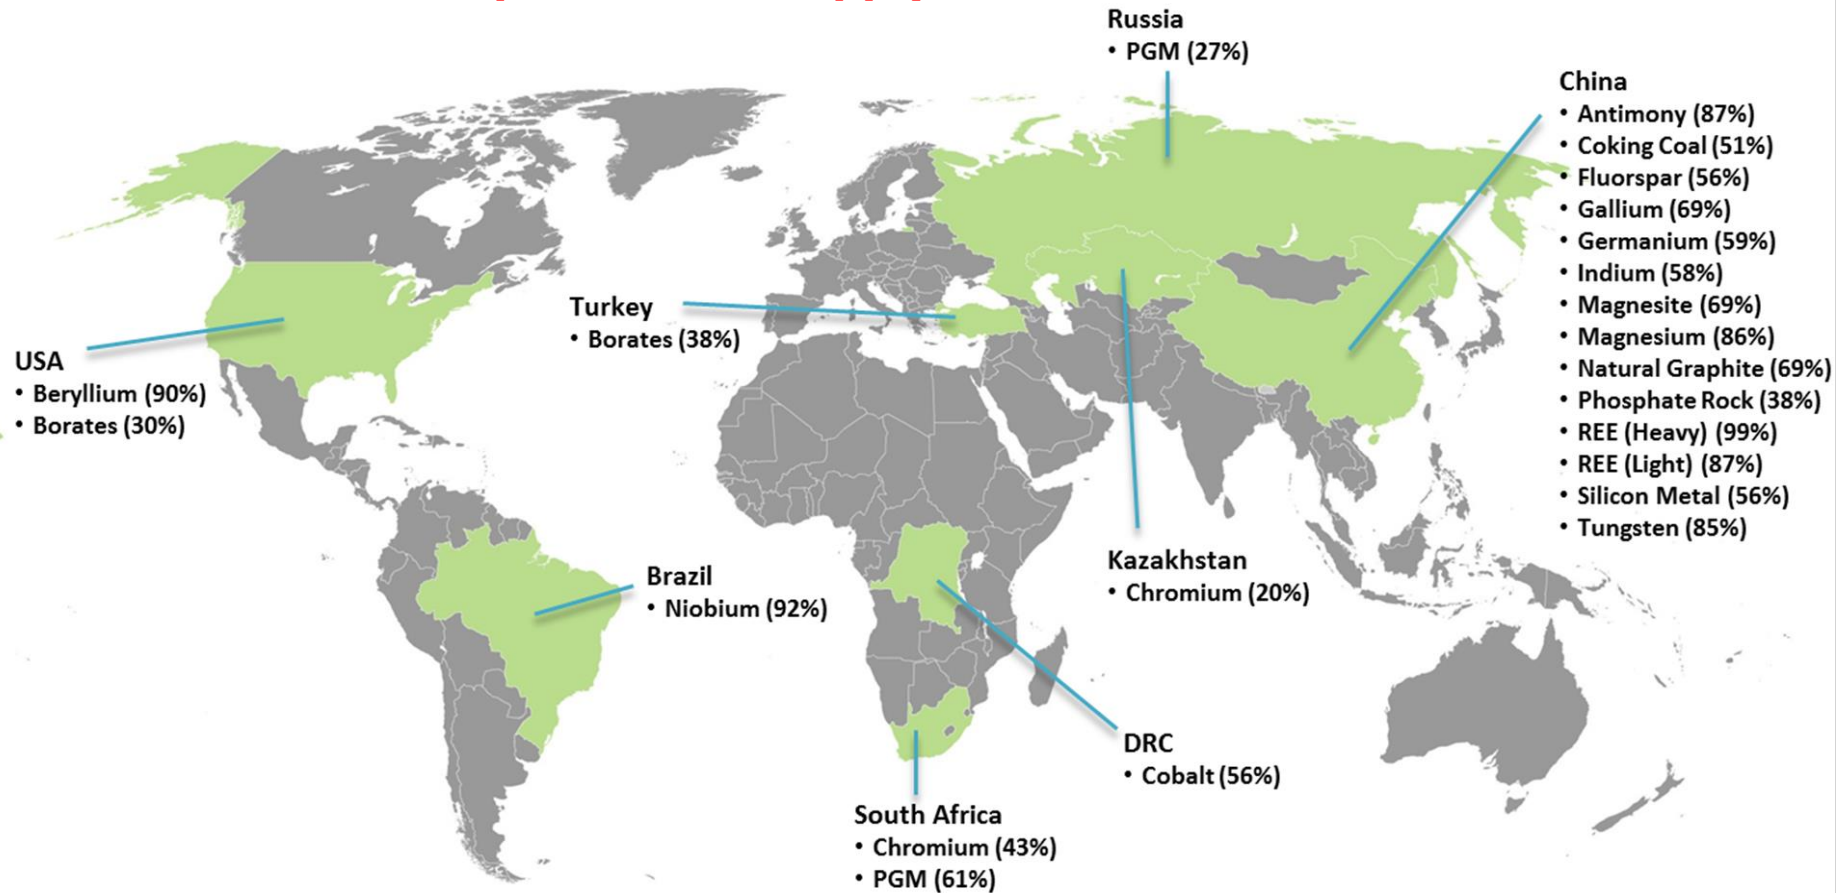 Russia
• PGM (27%)
China
• Antimony (87%)
• Coking Coal (51%)
• Fluorspar (56%)
• Gallium (69%)
• Germanium (59%)
• Indium (58%)
• Magnesite (69%)
• Magnesium (86%)
• Natural Graphite (69%)
• Phosphate Rock (38%)
• REE (Heavy) (99%)
• REE (Light) (87%)
• Silicon Metal (56%)
• Tungsten (85%)
Turkey
• Borates (38%)
USA
• Beryllium (90%)
• Borates (30%)
Brazil
• Niobium (92%)
Kazakhstan
• Chromium (20%)
DRC
• Cobalt (56%)
South Africa
• Chromium (43%)
• PGM (61%)